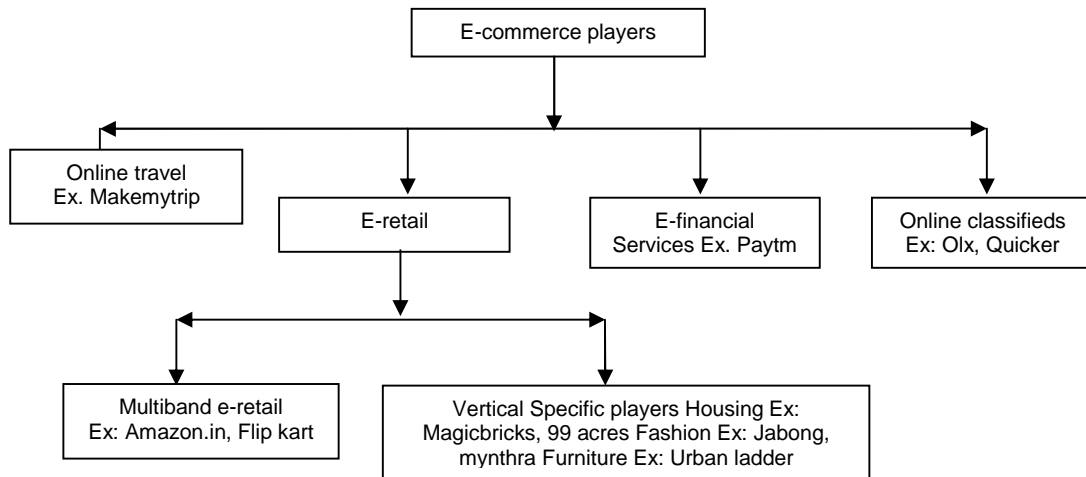 E-commerce players
Online travel
Ex. Makemytrip
E-retail
E-financial
Services Ex. Paytm
Online classifieds
Ex: Olx, Quicker
Multiband e-retail
Ex: Amazon.in, Flip kart
Vertical Specific players Housing Ex:
Magicbricks, 99 acres Fashion Ex: Jabong,
mynthra Furniture Ex: Urban ladder